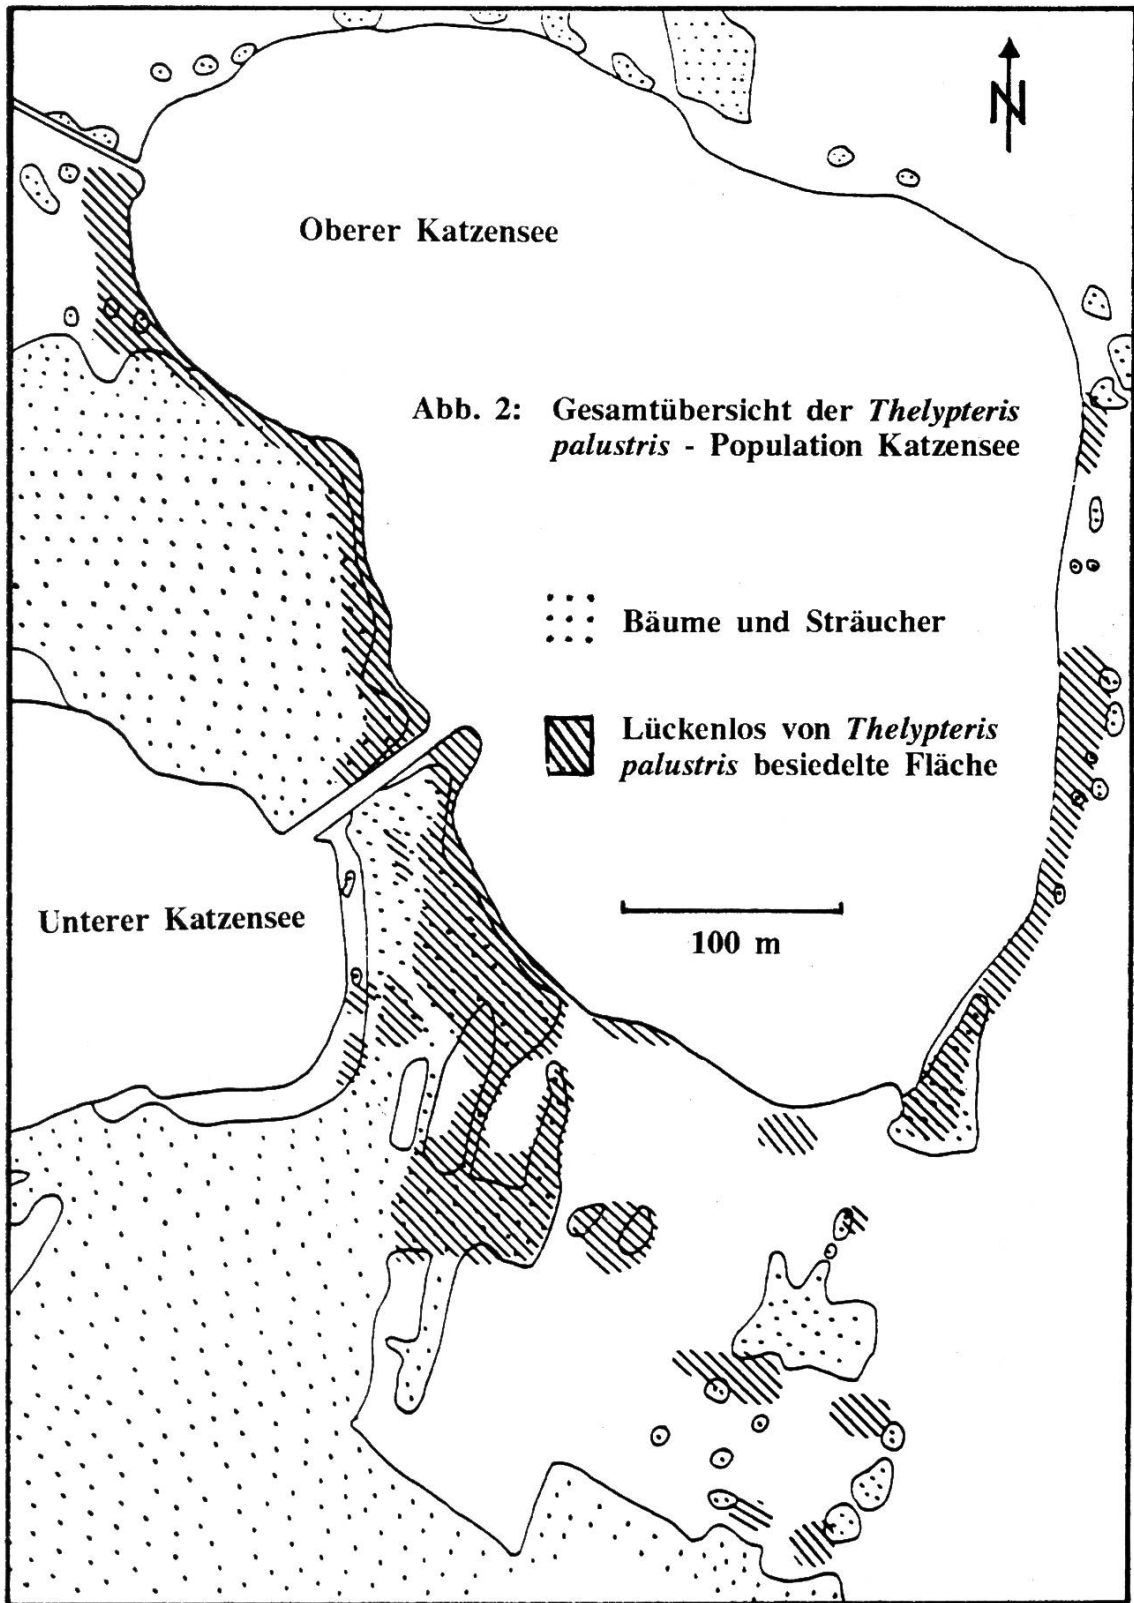 N
Oberer Katzensee
Abb. 2: Gesamtübersicht der Thelypteris
palustris - Population Katzensee
Bäume und Sträucher
Lückenlos von Thelypteris
palustris besiedelte Fläche
Unterer Katzensee
100 m